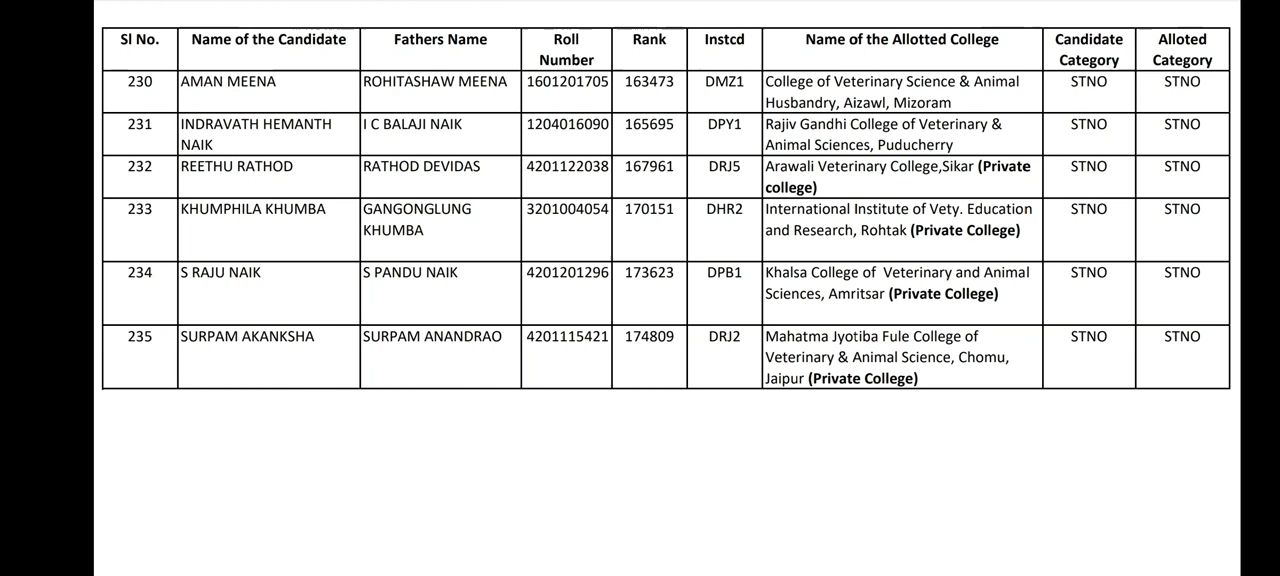 Sl No. Name of the Candidate Fathers Name Roll Number Rank Instcd Name of the Allotted College Candidate Category Alloted Category
230 AMAN MEENA ROHITASHAW MEENA 1601201705 163473 DMZ1 College of Veterinary Science & Animal Husbandry, Aizawl, Mizoram STNO STNO
231 INDRAVATH HEMANTH NAIK I C BALAJI NAIK 1204016090 165695 DPY1 Rajiv Gandhi College of Veterinary & Animal Sciences, Puducherry STNO STNO
232 REETHU RATHOD RATHOD DEVIDAS 4201122038 167961 DRJ5 Arawali Veterinary College,Sikar (Private college) STNO STNO
233 KHUMPHILA KHUMBA GANGONGLUNG KHUMBA 3201004054 170151 DHR2 International Institute of Vety. Education and Research, Rohtak (Private College) STNO STNO
234 S RAJU NAIK S PANDU NAIK 4201201296 173623 DPB1 Khalsa College of Veterinary and Animal Sciences, Amritsar (Private College) STNO STNO
235 SURPAM AKANKSHA SURPAM ANANDRAO 4201115421 174809 DRJ2 Mahatma Jyotiba Fule College of Veterinary & Animal Science, Chomu, Jaipur (Private College) STNO STNO